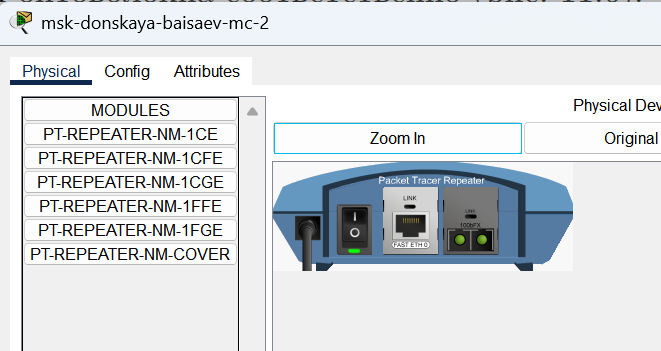 msk-donskaya-baisaev-mc-2
Physical Config Attributes
MODULES
PT-REPEATER-NM-1CE
PT-REPEATER-NM-1CFE
PT-REPEATER-NM-1CGE
PT-REPEATER-NM-1FFE
PT-REPEATER-NM-1FGE
PT-REPEATER-NM-COVER
Physical Dev
Zoom In
Original
Packet Tracer Repeater
LINK
LINK
100bFX
FAST ETH 0